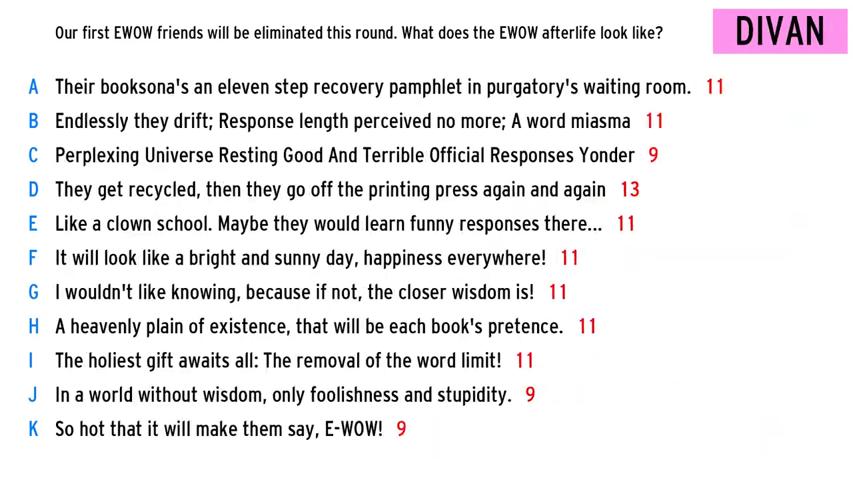 Our first EWOW friends will be eliminated this round. What does the EWOW afterlife look like?
DIVAN
A Their booksona's an eleven step recovery pamphlet in purgatory's waiting room. 11
B Endlessly they drift; Response length perceived no more; A word miasma 11
C Perplexing Universe Resting Good And Terrible Official Responses Yonder 9
D They get recycled, then they go off the printing press again and again 13
E Like a clown school. Maybe they would learn funny responses there... 11
F It will look like a bright and sunny day, happiness everywhere! 11
G I wouldn't like knowing, because if not, the closer wisdom is! 11
H A heavenly plain of existence, that will be each book's pretence. 11
I The holiest gift awaits all: The removal of the word limit! 11
J In a world without wisdom, only foolishness and stupidity. 9
K So hot that it will make them say, E-WOW! 9